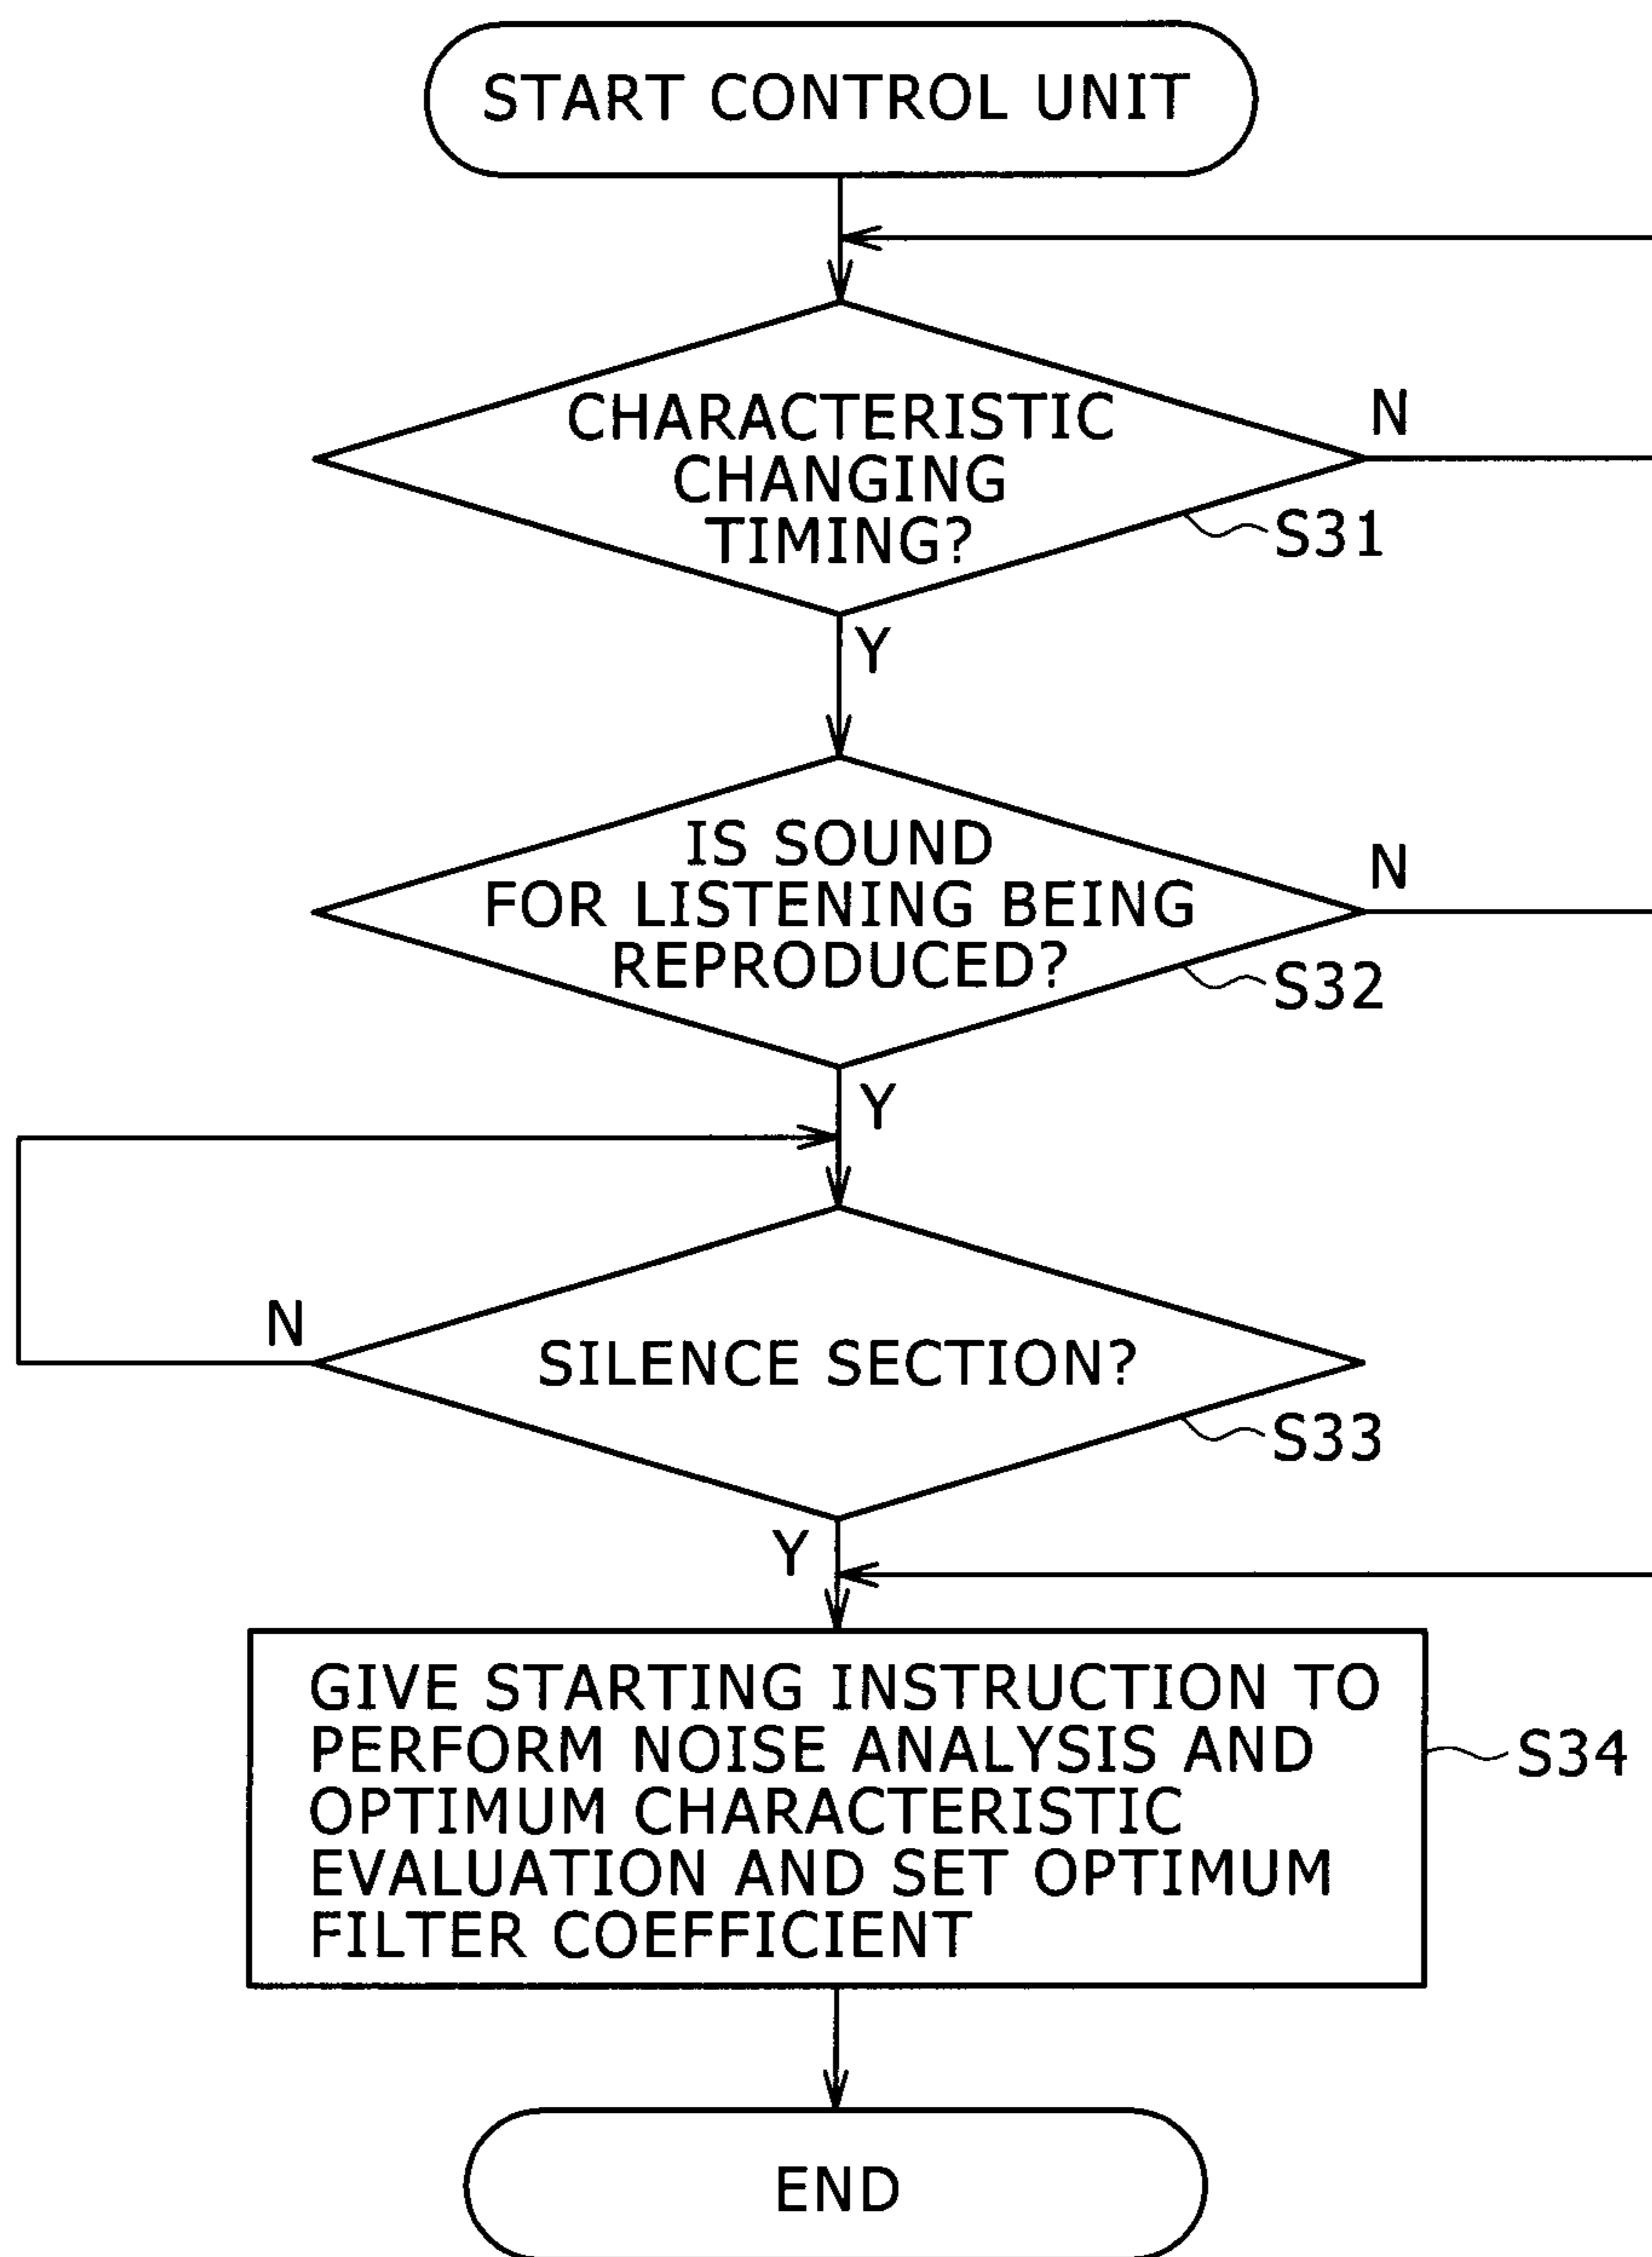 START CONTROL UNIT
CHARACTERISTIC
CHANGING
TIMING?
N
S31
Y
IS SOUND
FOR LISTENING BEING
REPRODUCED?
N
S32
Y
SILENCE SECTION?
N
S33
Y
GIVE STARTING INSTRUCTION TO
PERFORM NOISE ANALYSIS AND
OPTIMUM CHARACTERISTIC
EVALUATION AND SET OPTIMUM
FILTER COEFFICIENT
S34
END